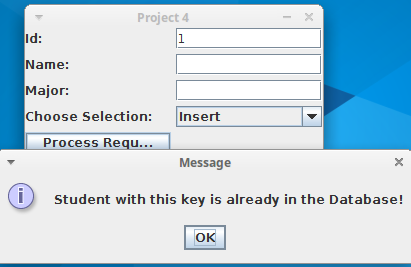 Project 4
Id:
1
Name:
Major:
Choose Selection:
Insert
Process Requ...
Message
i
Student with this key is already in the Database!
OK